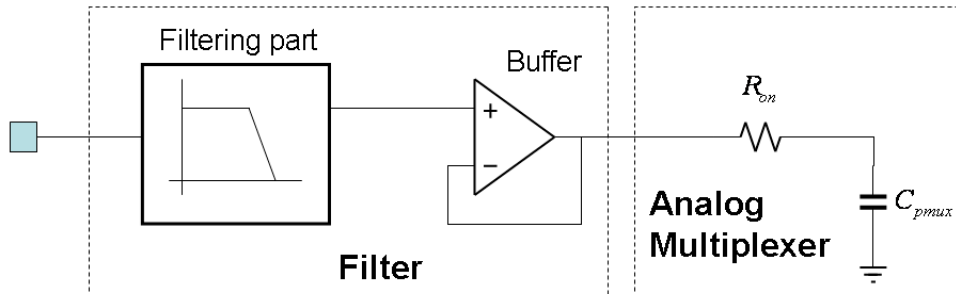 Filtering part
Buffer
+
−
R_on
C_pmux
Filter
Analog
Multiplexer